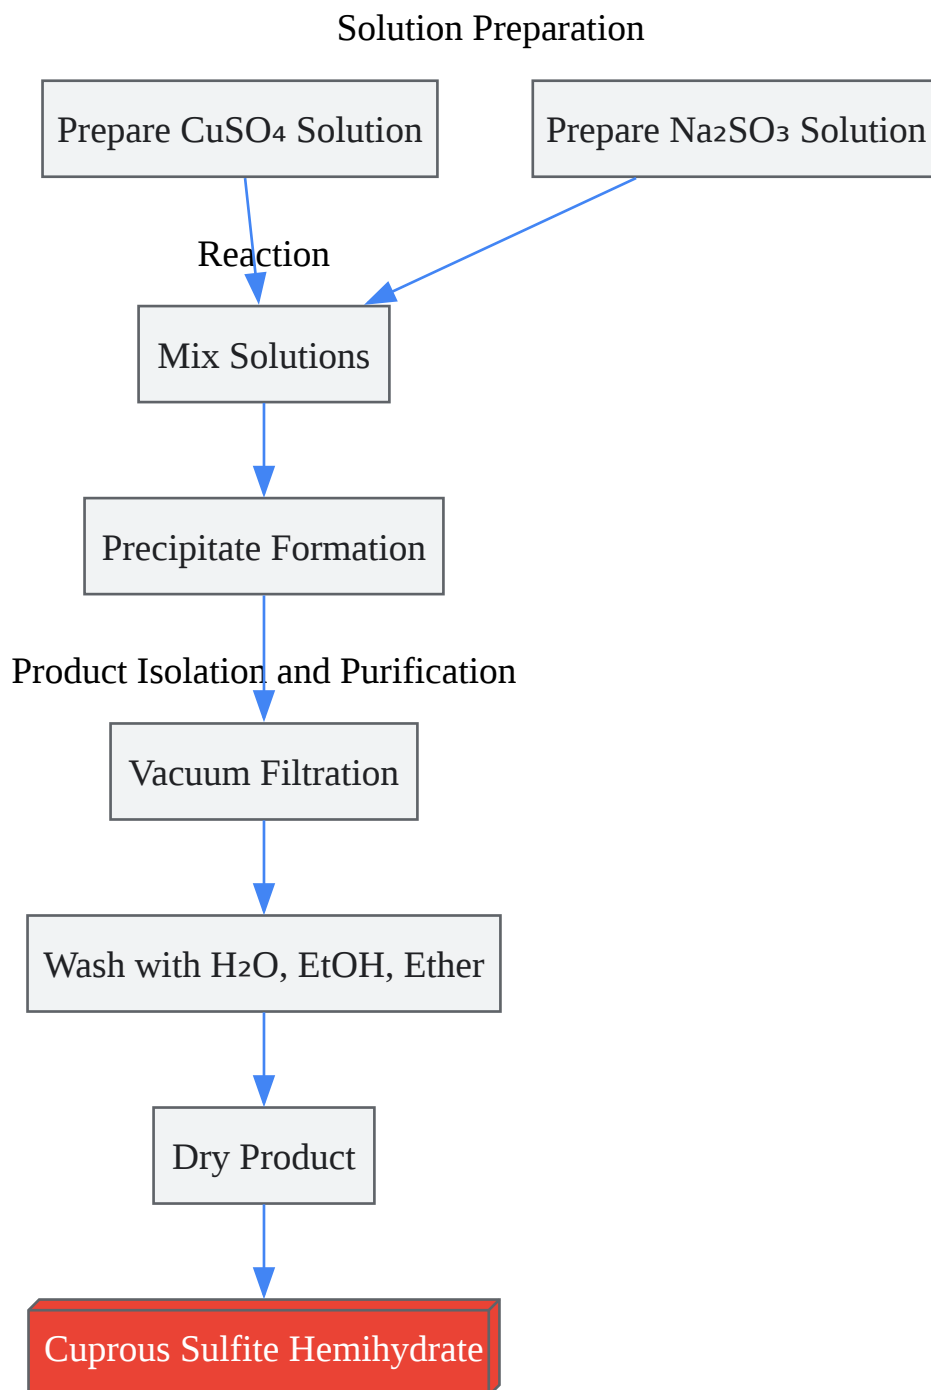 Solution Preparation
Prepare CuSO₄ Solution
Prepare Na₂SO₃ Solution
Reaction
Mix Solutions
Precipitate Formation
Product Isolation and Purification
Vacuum Filtration
Wash with H₂O, EtOH, Ether
Dry Product
Cuprous Sulfite Hemihydrate